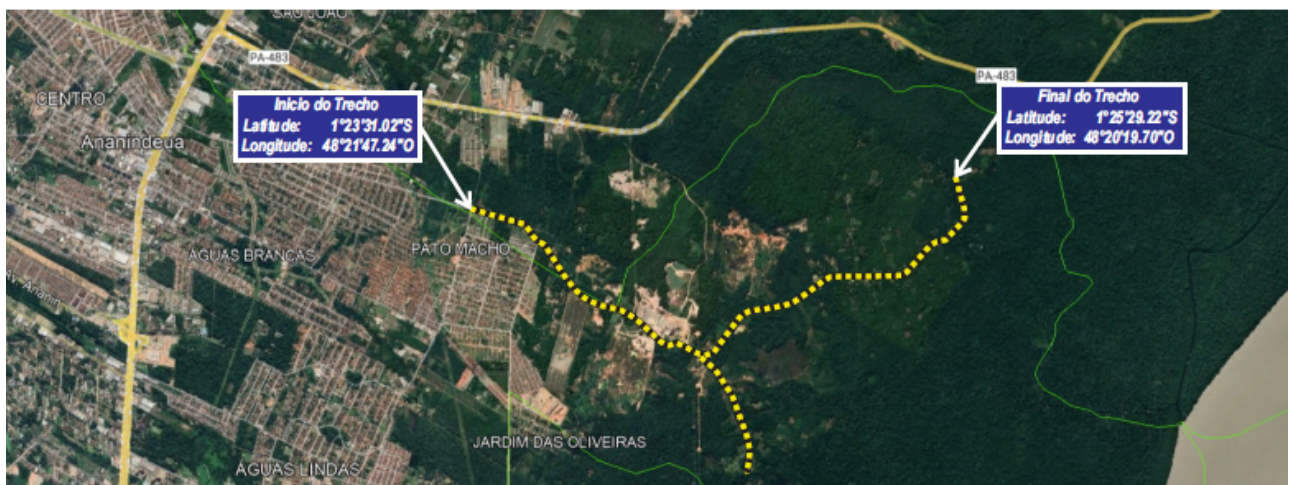 SÃO JOÃO
PA-483
CENTRO
Ananindeua
Início do Trecho
Latitude: 1°23'31.02"S
Longitude: 48°21'47.24"O
PA-483
Final do Trecho
Latitude: 1°25'29.22"S
Longitude: 48°20'19.70"O
PATO MACHO
ÁGUAS BRANCAS
Av. Ananin
JARDIM DAS OLIVEIRAS
ÁGUAS LINDAS